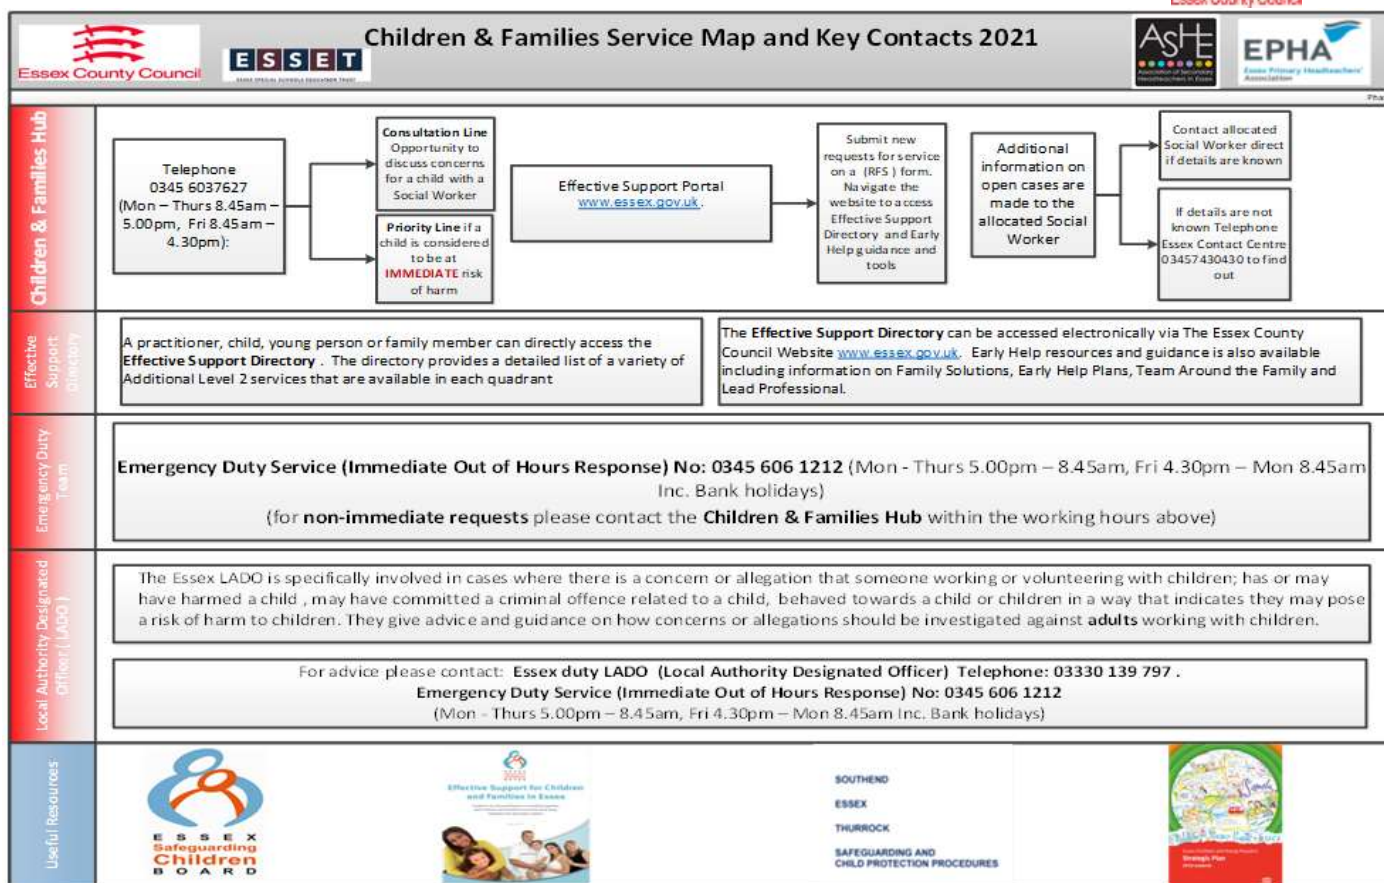 Essex County Council
Children & Families Service Map and Key Contacts 2021
Essex County Council
ESSET
ASHE
Association of Secondary
Headteachers in Essex
EPHA
Essex Primary Headteachers'
Association
Children & Families Hub
Telephone
0345 6037627
(Mon – Thurs 8.45am –
5.00pm, Fri 8.45am –
4.30pm):
Consultation Line
Opportunity to
discuss concerns
for a child with a
Social Worker
Priority Line if a
child is considered
to be at
IMMEDIATE risk
of harm
Effective Support Portal
www.essex.gov.uk .
Submit new
requests for service
on a (RFS ) form.
Navigate the
website to access
Effective Support
Directory and Early
Help guidance and
tools
Additional
information on
open cases are
made to the
allocated Social
Worker
Contact allocated
Social Worker direct
if details are known
If details are not
known Telephone
Essex Contact Centre
03457430430 to find
out
Effective
Support
Directory
A practitioner, child, young person or family member can directly access the
Effective Support Directory . The directory provides a detailed list of a variety of
Additional Level 2 services that are available in each quadrant
The Effective Support Directory can be accessed electronically via The Essex County
Council Website www.essex.gov.uk. Early Help resources and guidance is also available
including information on Family Solutions, Early Help Plans, Team Around the Family and
Lead Professional.
Emergency Duty
Team
Emergency Duty Service (Immediate Out of Hours Response) No: 0345 606 1212 (Mon - Thurs 5.00pm – 8.45am, Fri 4.30pm – Mon 8.45am
Inc. Bank holidays)
(for non-immediate requests please contact the Children & Families Hub within the working hours above)
Local Authority Designated
Officer ( LADO )
The Essex LADO is specifically involved in cases where there is a concern or allegation that someone working or volunteering with children; has or may
have harmed a child , may have committed a criminal offence related to a child, behaved towards a child or children in a way that indicates they may pose
a risk of harm to children. They give advice and guidance on how concerns or allegations should be investigated against adults working with children.
For advice please contact: Essex duty LADO (Local Authority Designated Officer) Telephone: 03330 139 797 .
Emergency Duty Service (Immediate Out of Hours Response) No: 0345 606 1212
(Mon - Thurs 5.00pm – 8.45am, Fri 4.30pm – Mon 8.45am Inc. Bank holidays)
Useful Resources
ESSEX
Safeguarding
Children
BOARD
Effective Support for Children
and Families in Essex
SOUTHEND
ESSEX
THURROCK
SAFEGUARDING AND
CHILD PROTECTION PROCEDURES
Strategic Plan